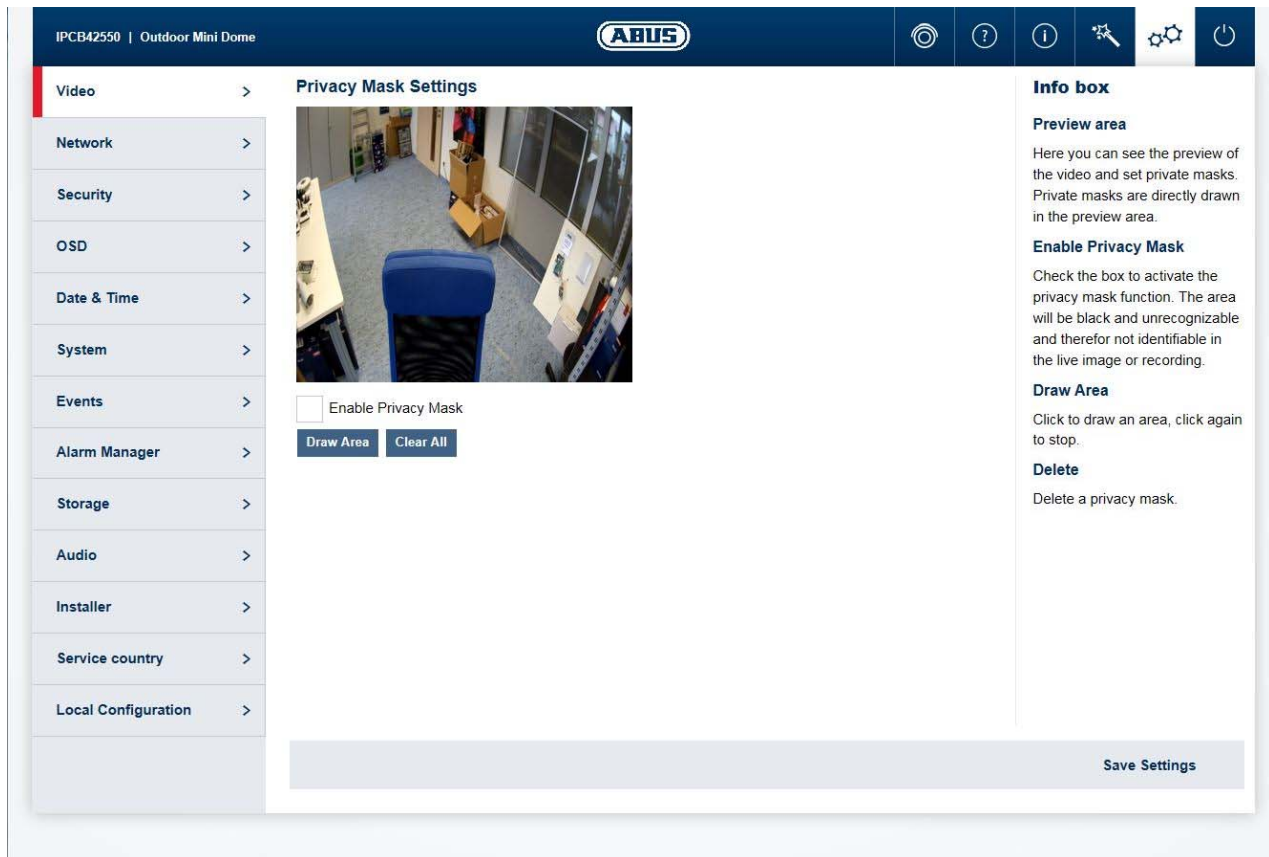 IPCB42550 | Outdoor Mini Dome
ABUS
Video
Network
Security
OSD
Date & Time
System
Events
Alarm Manager
Storage
Audio
Installer
Service country
Local Configuration
Privacy Mask Settings
Enable Privacy Mask
Draw Area
Clear All
Info box
Preview area
Here you can see the preview of
the video and set private masks.
Private masks are directly drawn
in the preview area.
Enable Privacy Mask
Check the box to activate the
privacy mask function. The area
will be black and unrecognizable
and therefor not identifiable in
the live image or recording.
Draw Area
Click to draw an area, click again
to stop.
Delete
Delete a privacy mask.
Save Settings